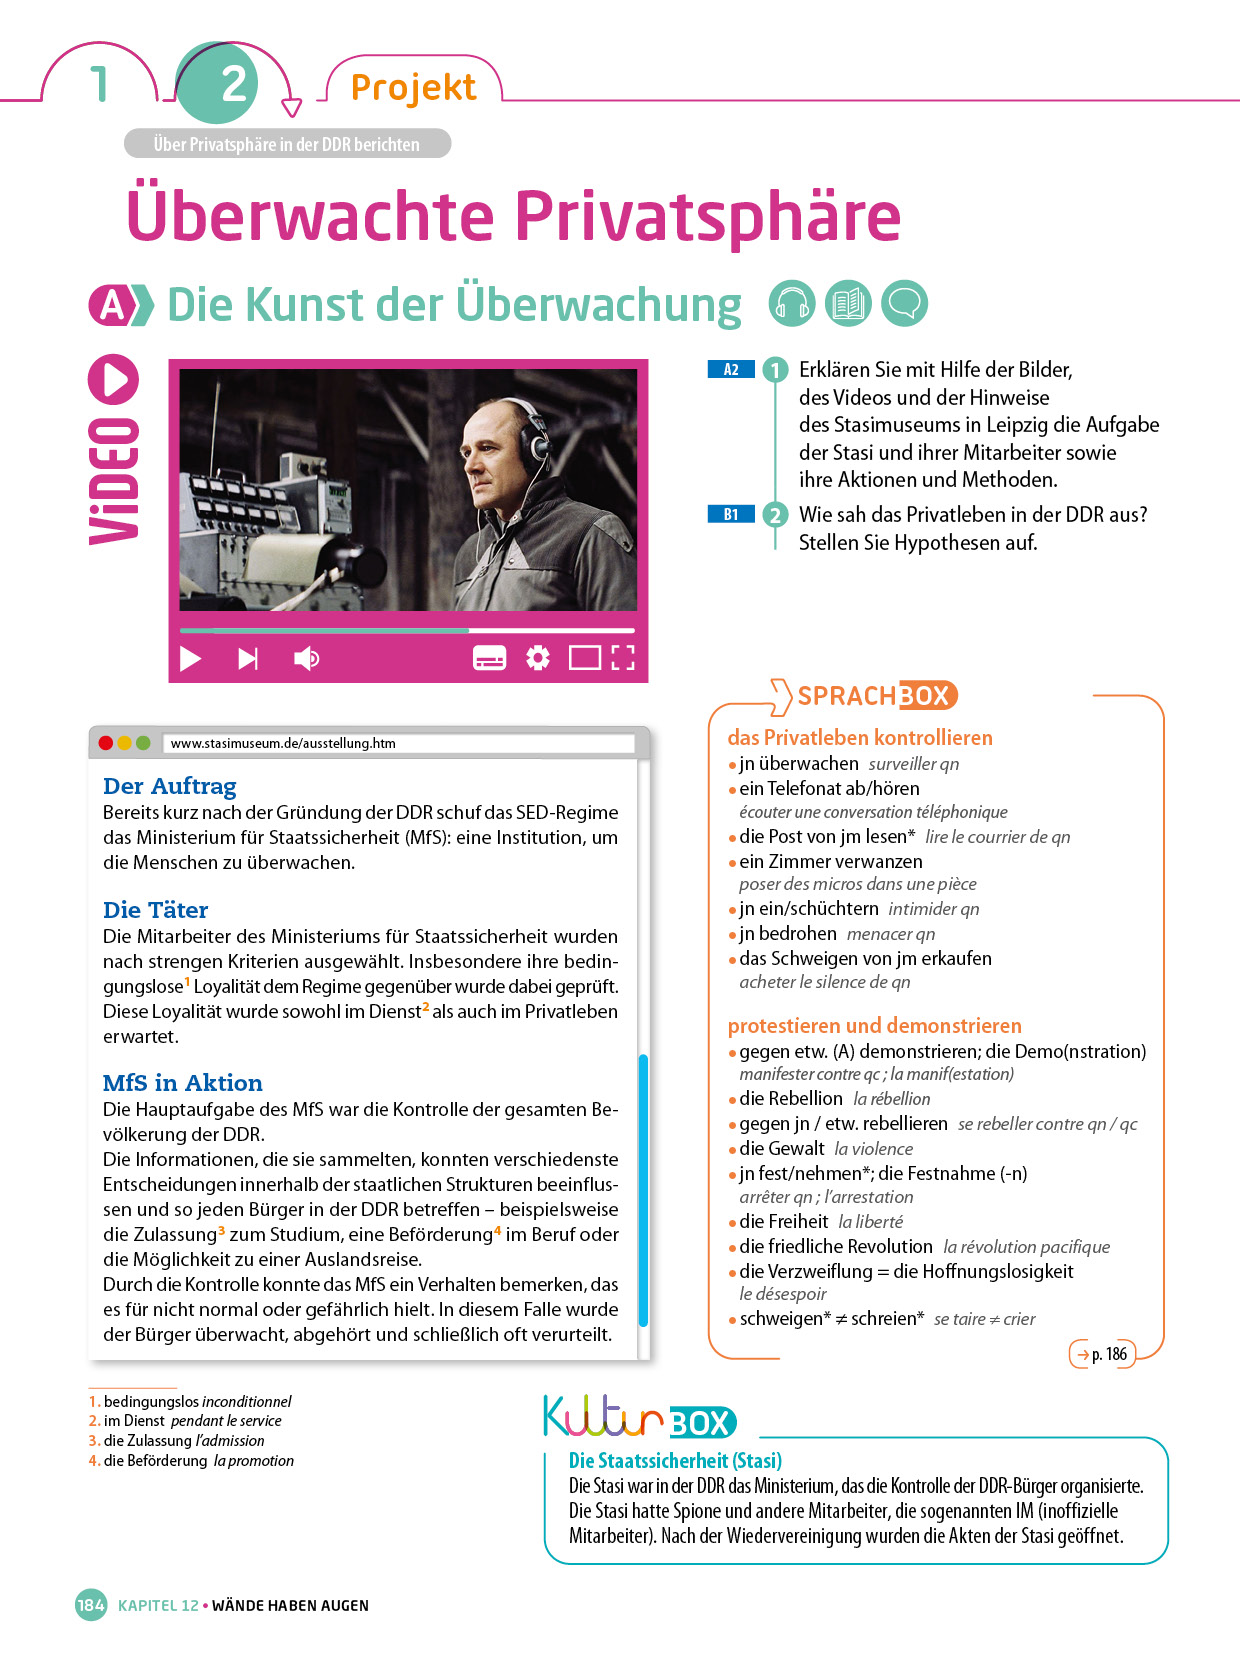 1
2
Projekt
Über Privatsphäre in der DDR berichten
Überwachte Privatsphäre
A Die Kunst der Überwachung
ViDEO
A2
1 Erklären Sie mit Hilfe der Bilder,
des Videos und der Hinweise
des Stasimuseums in Leipzig die Aufgabe
der Stasi und ihrer Mitarbeiter sowie
ihre Aktionen und Methoden.
B1
2 Wie sah das Privatleben in der DDR aus?
Stellen Sie Hypothesen auf.
www.stasimuseum.de/ausstellung.htm
Der Auftrag
Bereits kurz nach der Gründung der DDR schuf das SED-Regime
das Ministerium für Staatssicherheit (MfS): eine Institution, um
die Menschen zu überwachen.
Die Täter
Die Mitarbeiter des Ministeriums für Staatssicherheit wurden
nach strengen Kriterien ausgewählt. Insbesondere ihre bedin-
gungslose1 Loyalität dem Regime gegenüber wurde dabei geprüft.
Diese Loyalität wurde sowohl im Dienst2 als auch im Privatleben
erwartet.
MfS in Aktion
Die Hauptaufgabe des MfS war die Kontrolle der gesamten Be-
völkerung der DDR.
Die Informationen, die sie sammelten, konnten verschiedenste
Entscheidungen innerhalb der staatlichen Strukturen beeinflus-
sen und so jeden Bürger in der DDR betreffen – beispielsweise
die Zulassung3 zum Studium, eine Beförderung4 im Beruf oder
die Möglichkeit zu einer Auslandsreise.
Durch die Kontrolle konnte das MfS ein Verhalten bemerken, das
es für nicht normal oder gefährlich hielt. In diesem Falle wurde
der Bürger überwacht, abgehört und schließlich oft verurteilt.
1. bedingungslos inconditionnel
2. im Dienst pendant le service
3. die Zulassung l'admission
4. die Beförderung la promotion
SPRACHBOX
das Privatleben kontrollieren
• jn überwachen surveiller qn
• ein Telefonat ab/hören
écouter une conversation téléphonique
• die Post von jm lesen* lire le courrier de qn
• ein Zimmer verwanzen
poser des micros dans une pièce
• jn ein/schüchtern intimider qn
• jn bedrohen menacer qn
• das Schweigen von jm erkaufen
acheter le silence de qn
protestieren und demonstrieren
• gegen etw. (A) demonstrieren; die Demo(nstration)
manifester contre qc ; la manif(estation)
• die Rebellion la rébellion
• gegen jn / etw. rebellieren se rebeller contre qn / qc
• die Gewalt la violence
• jn fest/nehmen*; die Festnahme (-n)
arrêter qn ; l'arrestation
• die Freiheit la liberté
• die friedliche Revolution la révolution pacifique
• die Verzweiflung = die Hoffnungslosigkeit
le désespoir
• schweigen* ≠ schreien* se taire ≠ crier
→ p. 186
Kultur BOX
Die Staatssicherheit (Stasi)
Die Stasi war in der DDR das Ministerium, das die Kontrolle der DDR-Bürger organisierte.
Die Stasi hatte Spione und andere Mitarbeiter, die sogenannten IM (inoffizielle
Mitarbeiter). Nach der Wiedervereinigung wurden die Akten der Stasi geöffnet.
184 KAPITEL 12 • WÄNDE HABEN AUGEN